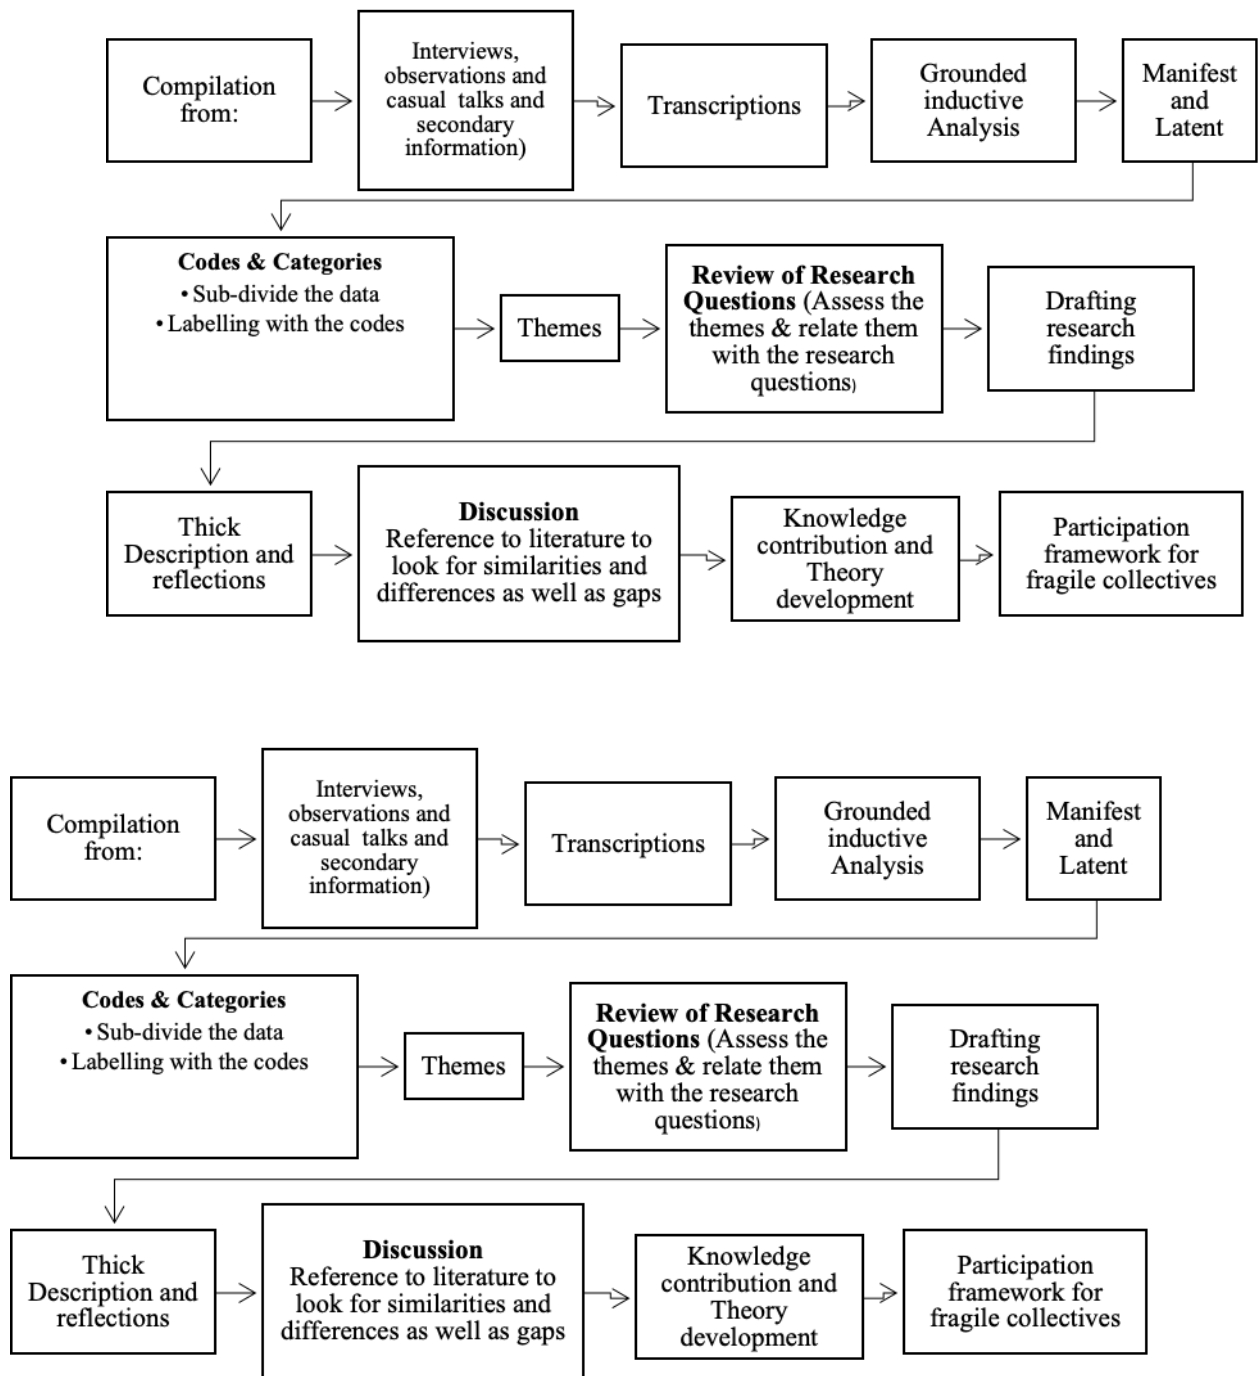 Compilation
from:
Interviews,
observations and
casual talks and
secondary
information)
Transcriptions
Grounded
inductive
Analysis
Manifest
and
Latent
Codes & Categories
• Sub-divide the data
• Labelling with the codes
Themes
Review of Research
Questions (Assess the
themes & relate them
with the research
questions)
Drafting
research
findings
Thick
Description and
reflections
Discussion
Reference to literature to
look for similarities and
differences as well as gaps
Knowledge
contribution and
Theory
development
Participation
framework for
fragile collectives
Compilation
from:
Interviews,
observations and
casual talks and
secondary
information)
Transcriptions
Grounded
inductive
Analysis
Manifest
and
Latent
Codes & Categories
• Sub-divide the data
• Labelling with the codes
Themes
Review of Research
Questions (Assess the
themes & relate them
with the research
questions)
Drafting
research
findings
Thick
Description and
reflections
Discussion
Reference to literature to
look for similarities and
differences as well as gaps
Knowledge
contribution and
Theory
development
Participation
framework for
fragile collectives